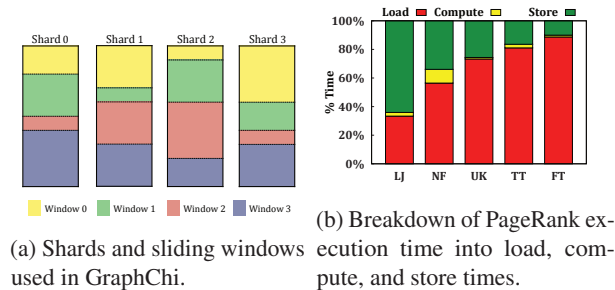 Shard 0 Shard 1 Shard 2 Shard 3
Window 0 Window 1 Window 2 Window 3
(a) Shards and sliding windows
used in GraphChi.
Load Compute Store
100%
80%
60%
40%
20%
0%
% Time
LJ NF UK TT FT
(b) Breakdown of PageRank ex-
ecution time into load, com-
pute, and store times.